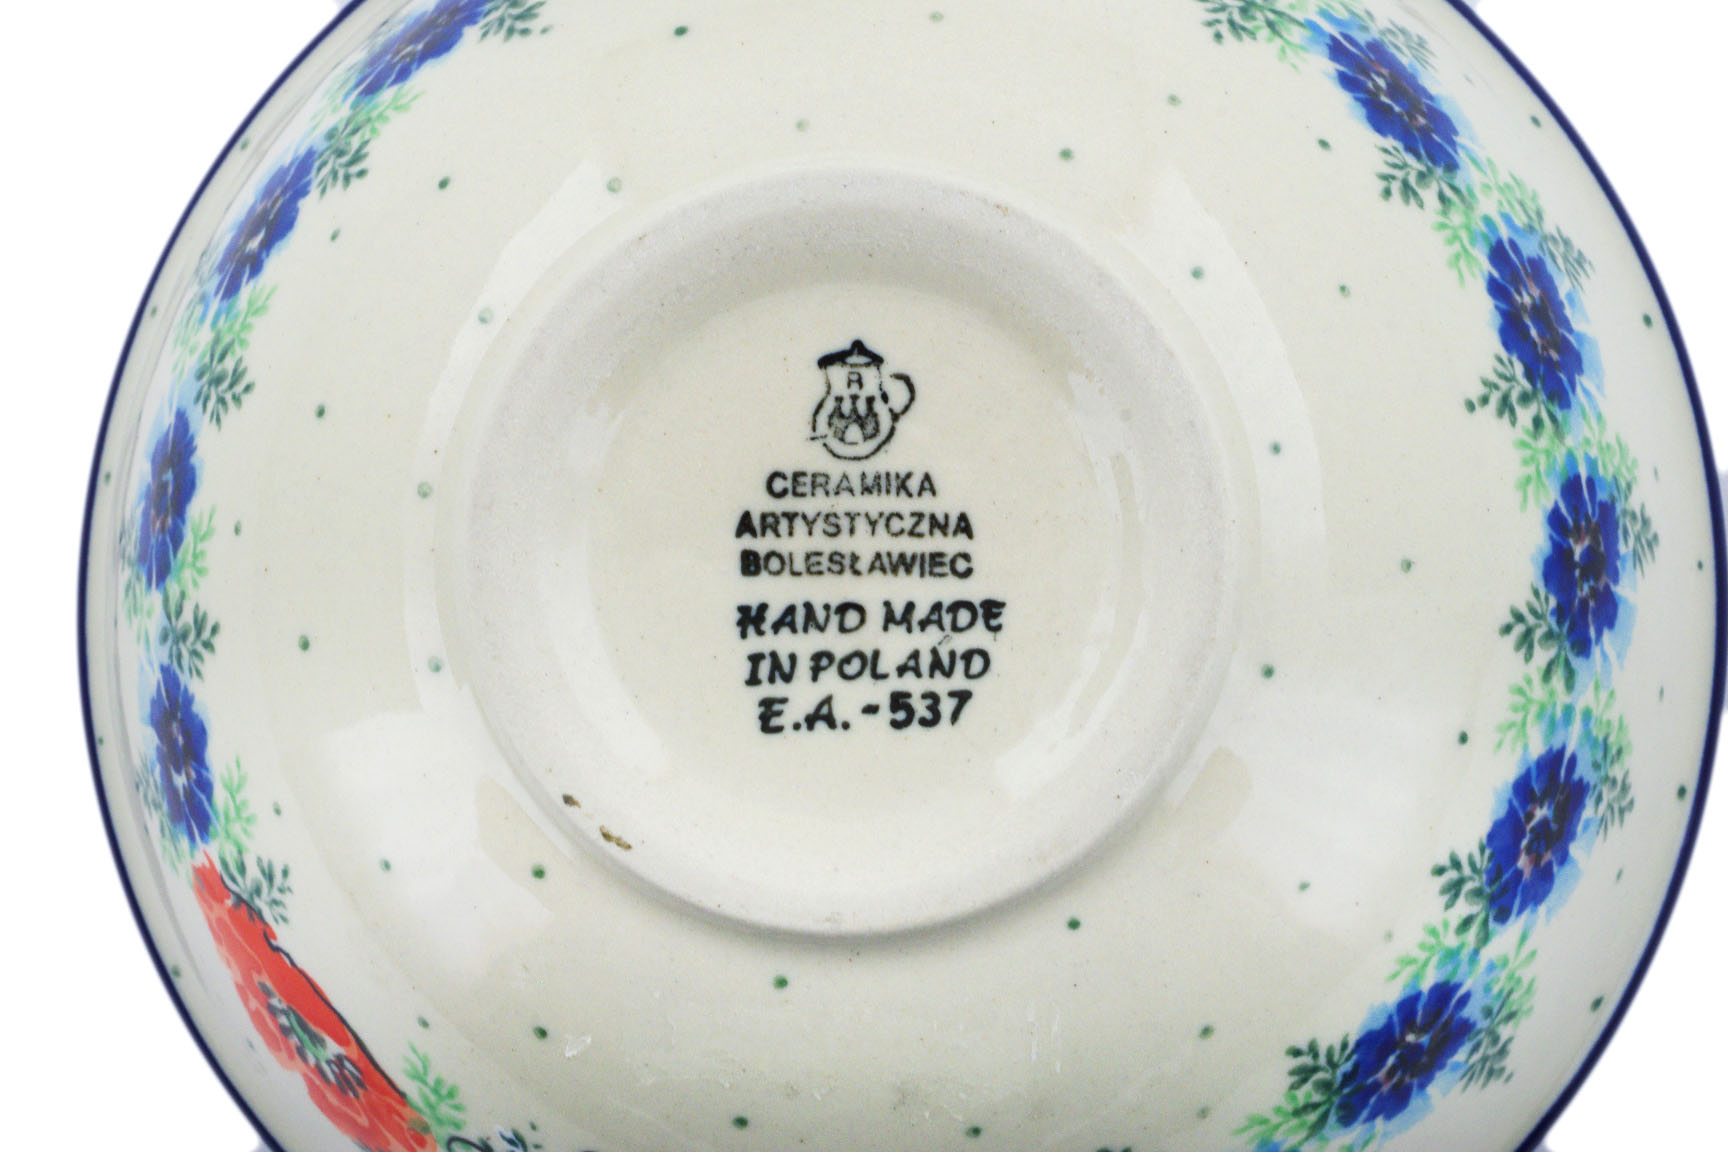 R
CERAMIKA
ARTYSTYCZNA
BOLESŁAWIEC
HAND MADE
IN POLAND
E.A.-537